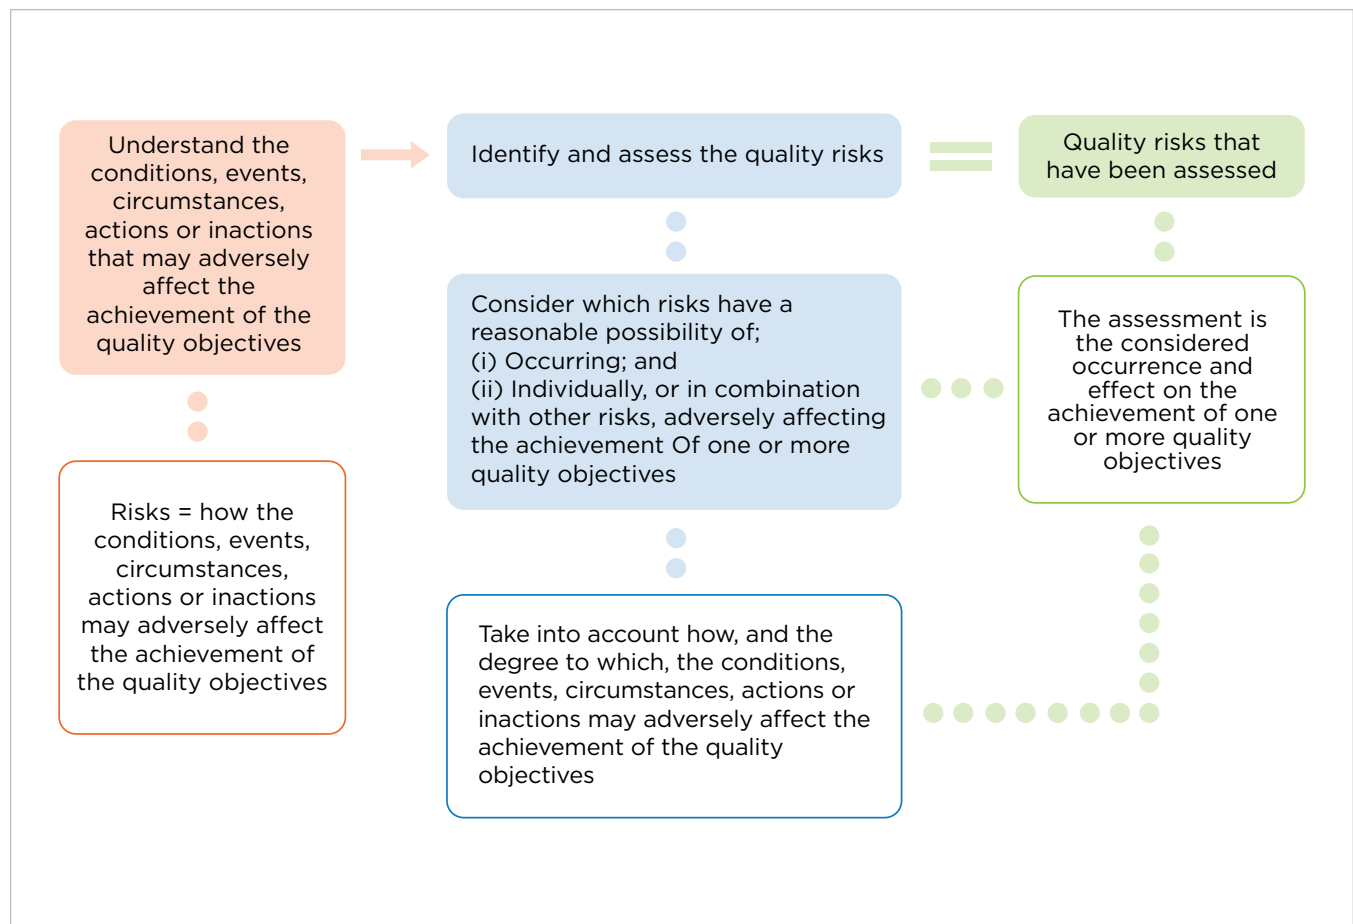 Understand the
conditions, events,
circumstances,
actions or inactions
that may adversely
affect the
achievement of the
quality objectives
Risks = how the
conditions, events,
circumstances,
actions or inactions
may adversely affect
the achievement of
the quality objectives
Identify and assess the quality risks
Consider which risks have a
reasonable possibility of;
(i) Occurring; and
(ii) Individually, or in combination
with other risks, adversely affecting
the achievement Of one or more
quality objectives
Take into account how, and the
degree to which, the conditions,
events, circumstances, actions or
inactions may adversely affect the
achievement of the quality
objectives
Quality risks that
have been assessed
The assessment is
the considered
occurrence and
effect on the
achievement of one
or more quality
objectives